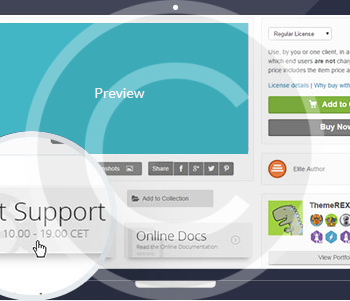 Regular License
Use, by you or one client, in a
which end users are not char
price includes the item price a
License details | Why buy with
Preview
Add to
Buy Now
Share
Elite Author
Add to Collection
t Support
10.00 - 19.00 CET
Online Docs
Read the Online Documentation
ThemeREX
View Portfo